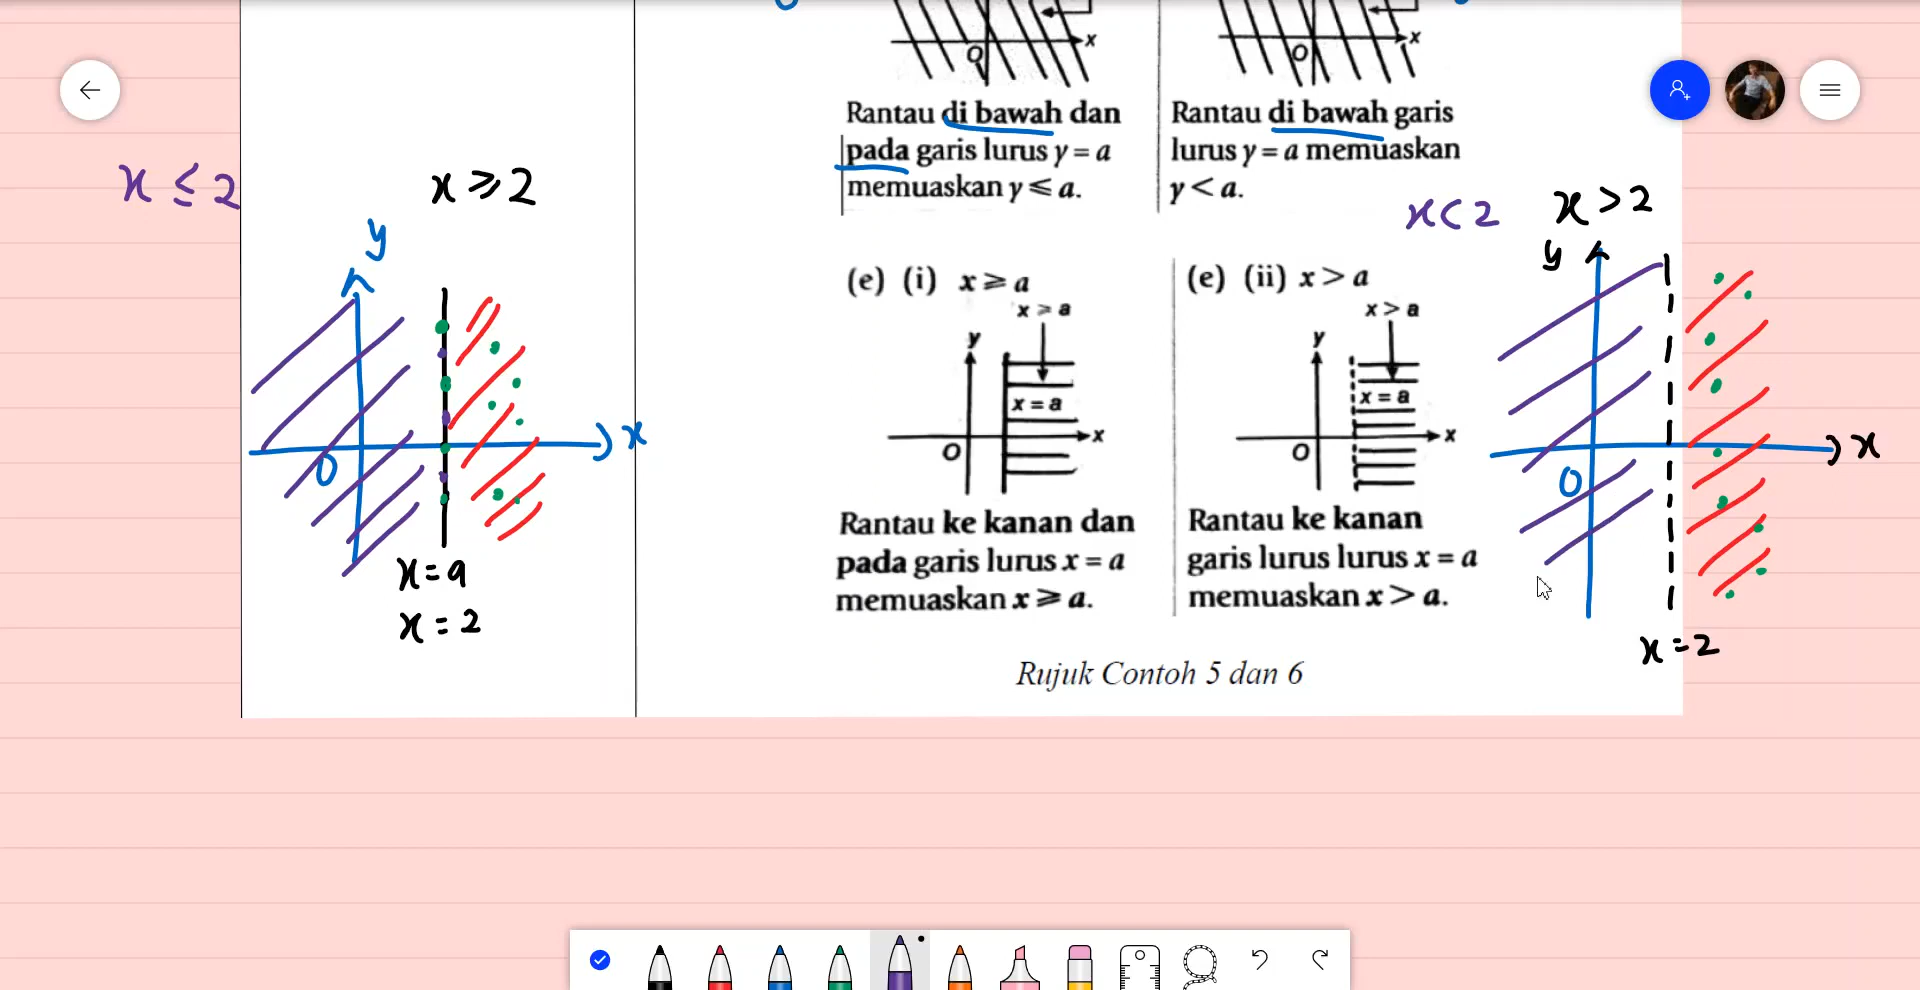 O x
O x
Rantau di bawah dan
pada garis lurus y = a
memuaskan y ⩽ a.
Rantau di bawah garis
lurus y = a memuaskan
y < a.
x ≤ 2
x ⩾ 2
y
x
O
x = a
x = 2
(e) (i) x ⩾ a
x ⩾ a
y
x = a
x
O
Rantau ke kanan dan
pada garis lurus x = a
memuaskan x ⩾ a.
(e) (ii) x > a
x > a
y
x = a
x
O
Rantau ke kanan
garis lurus lurus x = a
memuaskan x > a.
x < 2
x > 2
y
x
O
x = 2
Rujuk Contoh 5 dan 6